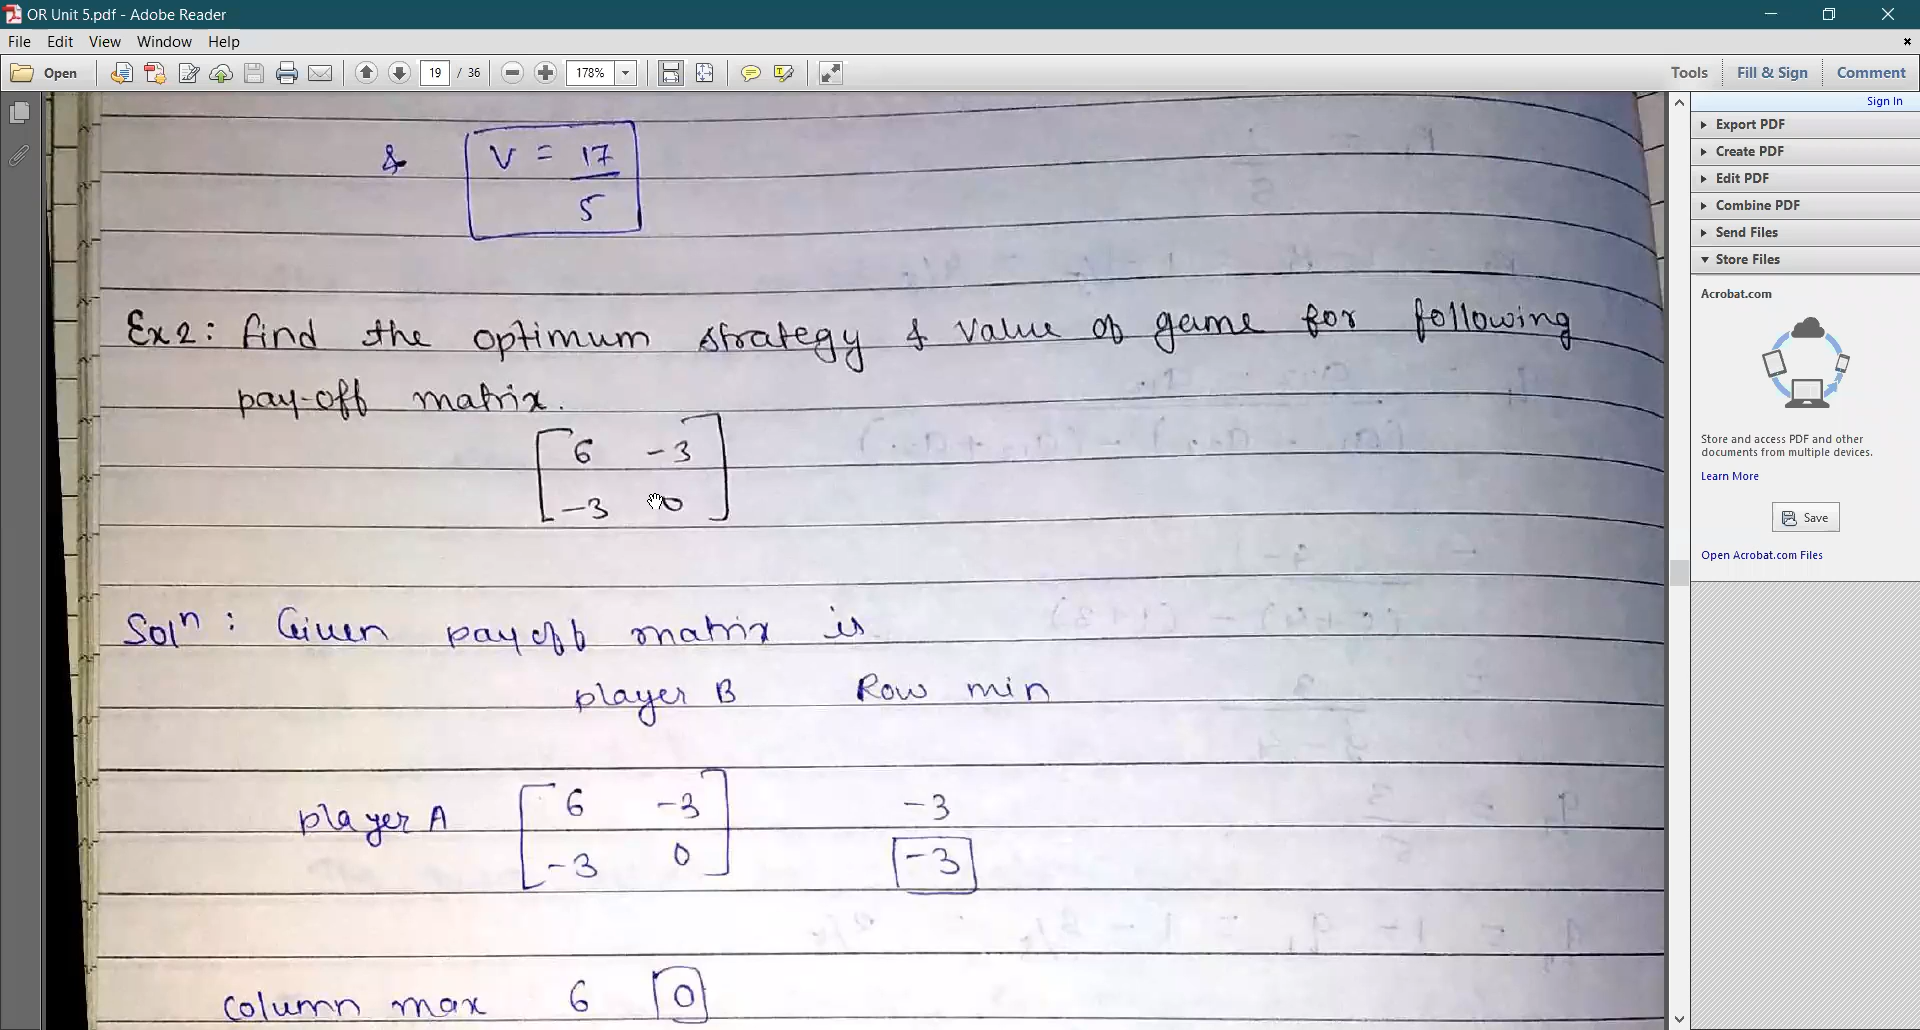 OR Unit 5.pdf - Adobe Reader
File Edit View Window Help
Open 19 / 36 178% Tools Fill & Sign Comment
Sign In
Export PDF
Create PDF
Edit PDF
Combine PDF
Send Files
Store Files
Acrobat.com
Store and access PDF and other
documents from multiple devices.
Learn More
Save
Open Acrobat.com Files
& V = 17
5
Ex2: find the optimum strategy & value of game for following
pay-off matrix.
6 -3
-3 0
Solⁿ: Given payoff matrix is
player B Row min
player A 6 -3 -3
-3 0 -3
column max 6 0